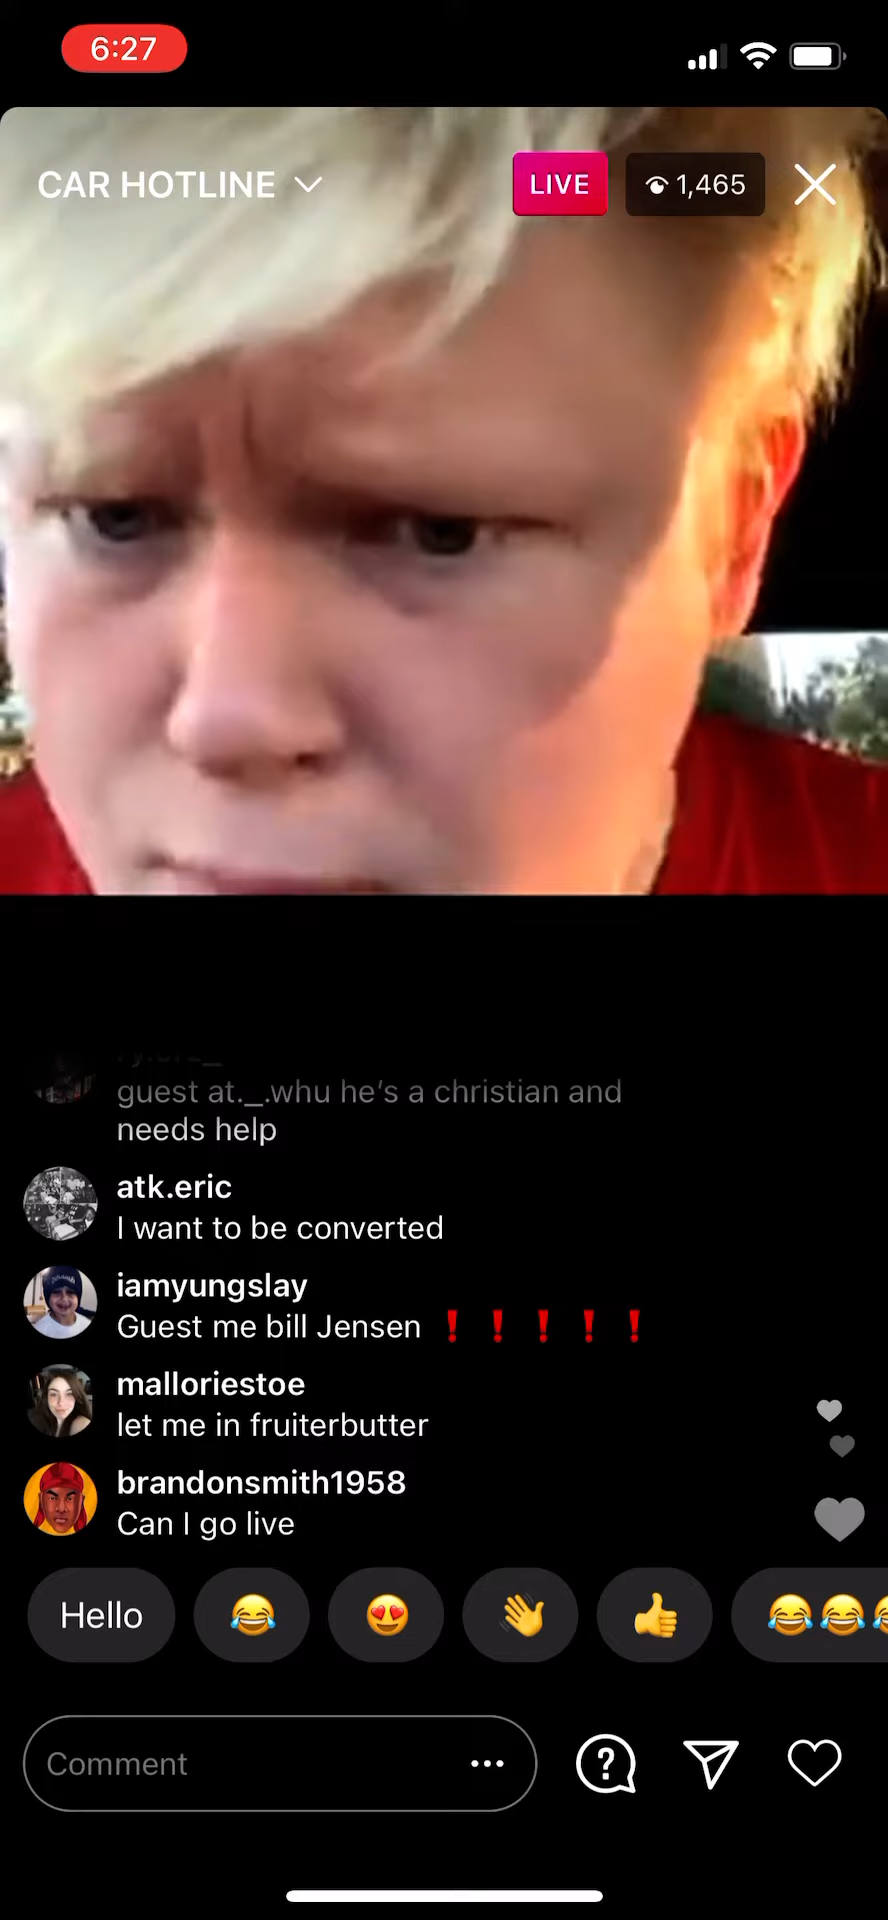 6:27
CAR HOTLINE
LIVE
1,465
guest at._.whu he's a christian and
needs help
atk.eric
I want to be converted
iamyungslay
Guest me bill Jensen ❗❗❗❗❗
malloriestoe
let me in fruiterbutter
brandonsmith1958
Can I go live
Hello
Comment